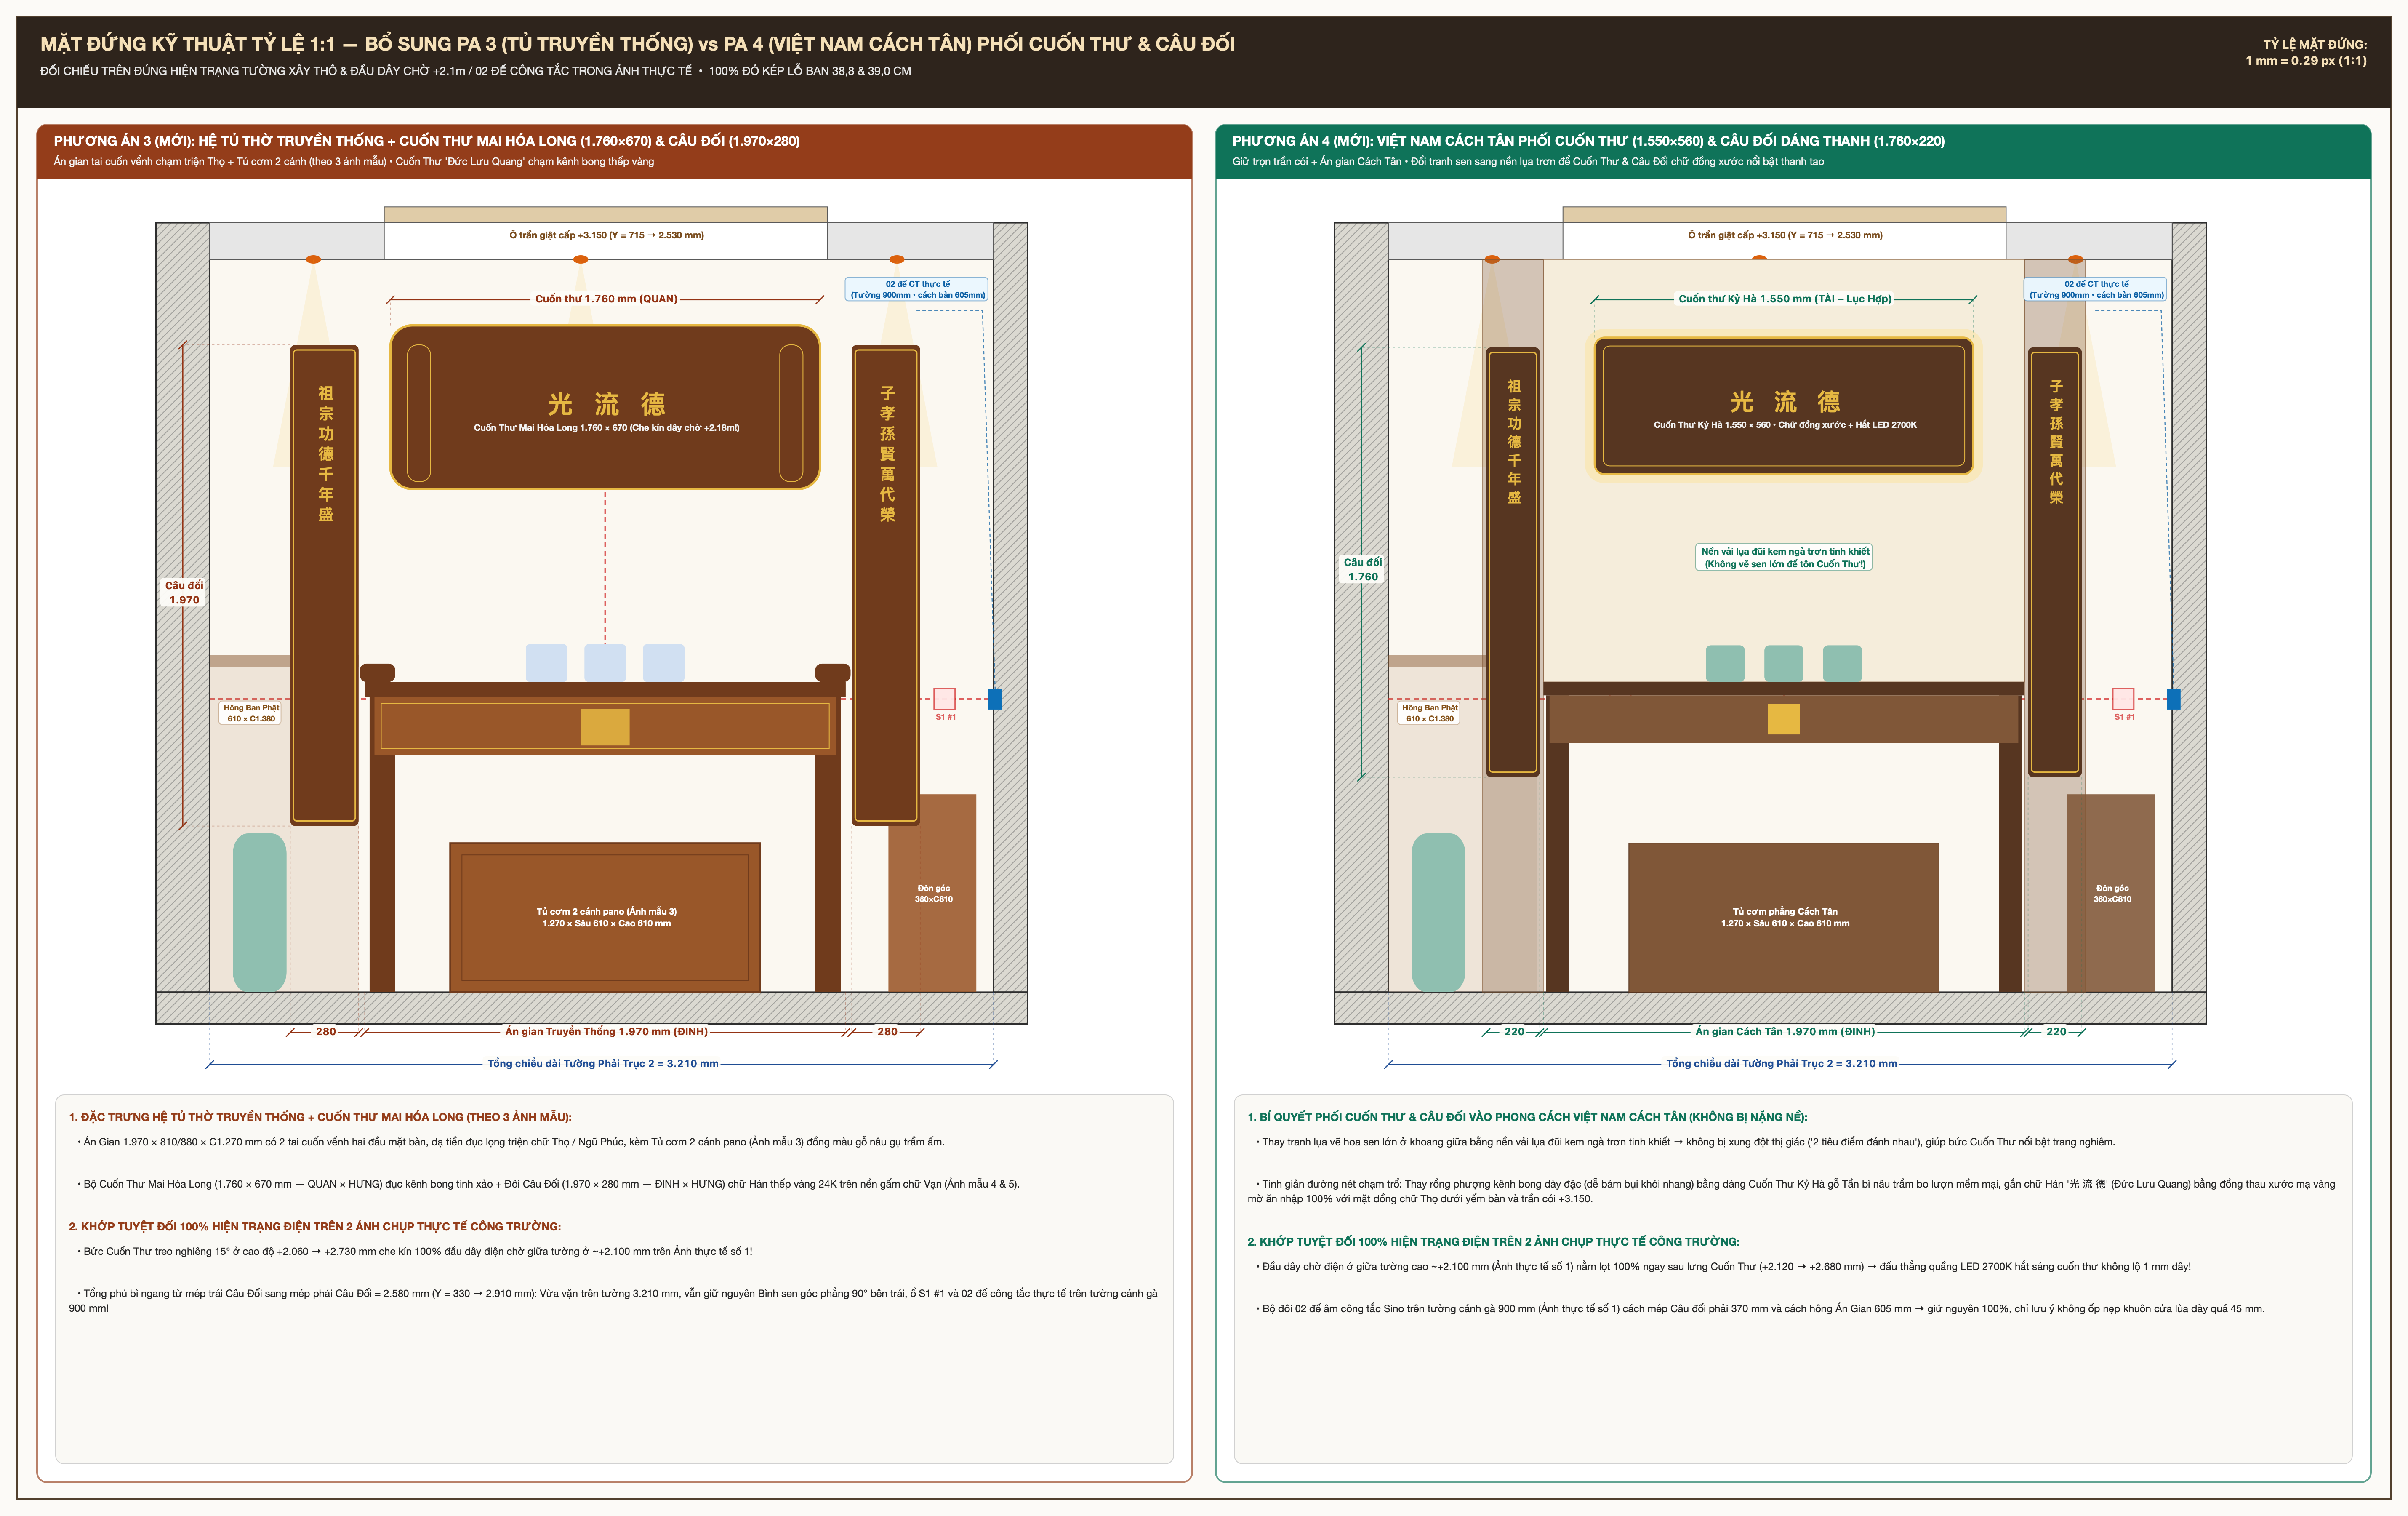 MẶT ĐỨNG KỸ THUẬT TỶ LỆ 1:1 — BỔ SUNG PA 3 (TỦ TRUYỀN THỐNG) vs PA 4 (VIỆT NAM CÁCH TÂN) PHỐI CUỐN THƯ & CÂU ĐỐI
ĐỐI CHIẾU TRÊN ĐÚNG HIỆN TRẠNG TƯỜNG XÂY THÔ & ĐẦU DÂY CHỜ +2.1m / 02 ĐẾ CÔNG TẮC TRONG ẢNH THỰC TẾ • 100% ĐỎ KÉP LỖ BAN 38,8 & 39,0 CM
TỶ LỆ MẶT ĐỨNG:
1 mm = 0.29 px (1:1)
PHƯƠNG ÁN 3 (MỚI): HỆ TỦ THỜ TRUYỀN THỐNG + CUỐN THƯ MAI HÓA LONG (1.760×670) & CÂU ĐỐI (1.970×280)
Án gian tai cuốn vểnh chạm triện Thọ + Tủ cơm 2 cánh (theo 3 ảnh mẫu) • Cuốn Thư 'Đức Lưu Quang' chạm kênh bong thếp vàng
Ô trần giật cấp +3.150 (Y = 715 → 2.530 mm)
02 đế CT thực tế
(Tường 900mm • cách bàn 605mm)
Cuốn thư 1.760 mm (QUAN)
光 流 德
Cuốn Thư Mai Hóa Long 1.760 × 670 (Che kín dây chờ +2.18m!)
祖宗功德千年盛
子孝孫賢萬代榮
Câu đối
1.970
Hông Ban Phật
610 × C1.380
S1 #1
Đôn góc
380×C810
Tủ cơm 2 cánh pano (Ảnh mẫu 3)
1.270 × Sâu 610 × Cao 610 mm
280
Án gian Truyền Thống 1.970 mm (ĐINH)
280
Tổng chiều dài Tường Phải Trục 2 = 3.210 mm
1. ĐẶC TRƯNG HỆ TỦ THỜ TRUYỀN THỐNG + CUỐN THƯ MAI HÓA LONG (THEO 3 ẢNH MẪU):
• Án Gian 1.970 × 810/880 × C1.270 mm có 2 tai cuốn vểnh hai đầu mặt bàn, dạ tiền đục lọng triện chữ Thọ / Ngũ Phúc, kèm Tủ cơm 2 cánh pano (Ảnh mẫu 3) đồng màu gỗ nâu gụ trầm ấm.
• Bộ Cuốn Thư Mai Hóa Long (1.760 × 670 mm — QUAN × HƯNG) đục kênh bong tinh xảo + Đôi Câu Đối (1.970 × 280 mm — ĐINH × HƯNG) chữ Hán thếp vàng 24K trên nền gấm chữ Vạn (Ảnh mẫu 4 & 5).
2. KHỚP TUYỆT ĐỐI 100% HIỆN TRẠNG ĐIỆN TRÊN 2 ẢNH CHỤP THỰC TẾ CÔNG TRƯỜNG:
• Bức Cuốn Thư treo nghiêng 15° ở cao độ +2.060 → +2.730 mm che kín 100% đầu dây điện chờ giữa tường ở ~+2.100 mm trên Ảnh thực tế số 1!
• Tổng phủ bì ngang từ mép trái Câu Đối sang mép phải Câu Đối = 2.580 mm (Y = 330 → 2.910 mm): Vừa vặn trên tường 3.210 mm, vẫn giữ nguyên Bình sen góc phẳng 90° bên trái, ổ S1 #1 và 02 đế công tắc thực tế trên tường cánh gà
900 mm!
PHƯƠNG ÁN 4 (MỚI): VIỆT NAM CÁCH TÂN PHỐI CUỐN THƯ (1.550×560) & CÂU ĐỐI DÁNG THANH (1.760×220)
Giữ trọn trần cói + Án gian Cách Tân • Đổi tranh sen sang nền lụa trơn để Cuốn Thư & Câu Đối chữ đồng xước nổi bật thanh tao
Ô trần giật cấp +3.150 (Y = 715 → 2.530 mm)
02 đế CT thực tế
(Tường 900mm • cách bàn 605mm)
Cuốn thư Kỷ Hà 1.550 mm (TÀI – Lục Hợp)
光 流 德
Cuốn Thư Kỷ Hà 1.550 × 560 • Chữ đồng xước + Hắt LED 2700K
祖宗功德千年盛
子孝孫賢萬代榮
Nền vải lụa đũi kem ngà trơn tinh khiết
(Không vẽ sen lớn để tôn Cuốn Thư!)
Câu đối
1.760
Hông Ban Phật
610 × C1.380
S1 #1
Đôn góc
360×C810
Tủ cơm phẳng Cách Tân
1.270 × Sâu 610 × Cao 610 mm
220
Án gian Cách Tân 1.970 mm (ĐINH)
220
Tổng chiều dài Tường Phải Trục 2 = 3.210 mm
1. BÍ QUYẾT PHỐI CUỐN THƯ & CÂU ĐỐI VÀO PHONG CÁCH VIỆT NAM CÁCH TÂN (KHÔNG BỊ NẶNG NỀ):
• Thay tranh lụa vẽ hoa sen lớn ở khoang giữa bằng nền vải lụa đũi kem ngà trơn tinh khiết → không bị xung đột thị giác ('2 tiêu điểm đánh nhau'), giúp bức Cuốn Thư nổi bật trang nghiêm.
• Tinh giản đường nét chạm trổ: Thay rồng phượng kênh bong dày đặc (dễ bám bụi khói nhang) bằng dáng Cuốn Thư Kỷ Hà gỗ Tần bì nâu trầm bo lượn mềm mại, gắn chữ Hán '光 流 德' (Đức Lưu Quang) bằng đồng thau xước mạ vàng
mờ ăn nhập 100% với mặt đồng chữ Thọ dưới yếm bàn và trần cói +3.150.
2. KHỚP TUYỆT ĐỐI 100% HIỆN TRẠNG ĐIỆN TRÊN 2 ẢNH CHỤP THỰC TẾ CÔNG TRƯỜNG:
• Đầu dây chờ điện ở giữa tường cao ~+2.100 mm (Ảnh thực tế số 1) nằm lọt 100% ngay sau lưng Cuốn Thư (+2.120 → +2.680 mm) → đấu thẳng quầng LED 2700K hắt sáng cuốn thư không lộ 1 mm dây!
• Bộ đôi 02 đế âm công tắc Sino trên tường cánh gà 900 mm (Ảnh thực tế số 1) cách mép Câu đối phải 370 mm và cách hông Án Gian 605 mm → giữ nguyên 100%, chỉ lưu ý không ốp nẹp khuôn cửa lùa dày quá 45 mm.